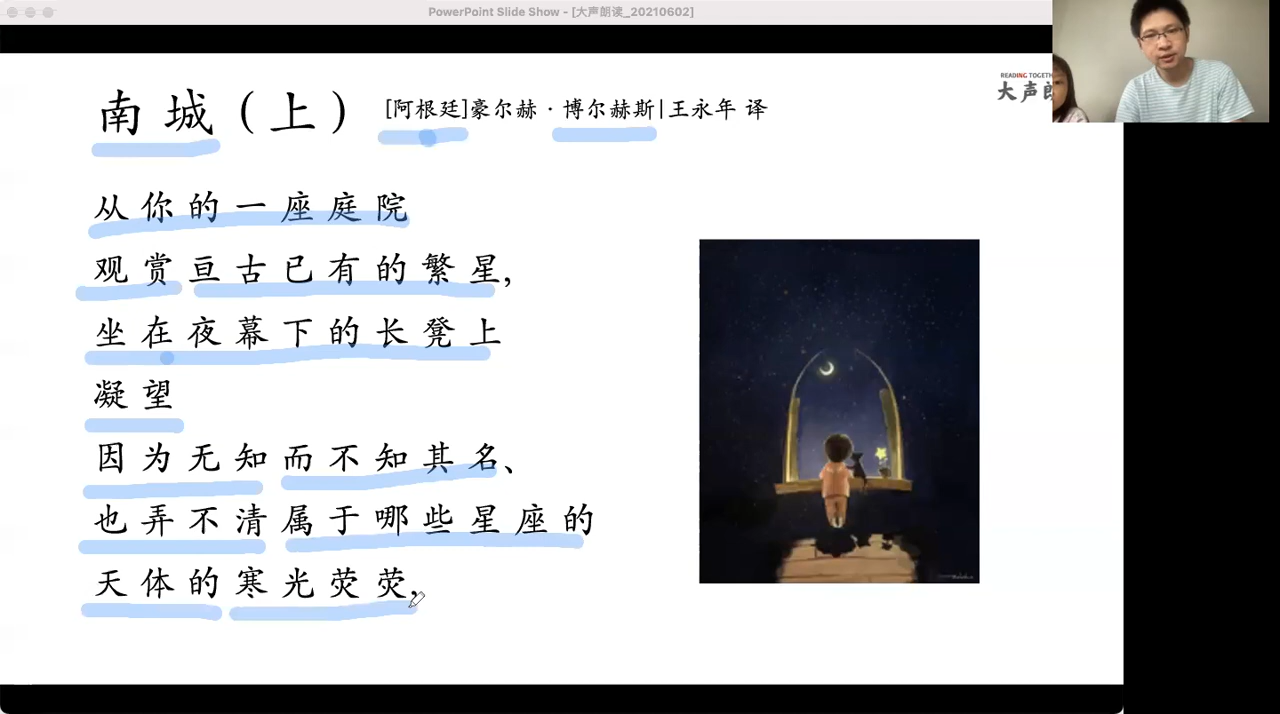 PowerPoint Slide Show - [大声朗读_20210602]
南城（上） [阿根廷]豪尔赫·博尔赫斯|王永年 译
READING TOGETH
大声朗
从你的一座庭院
观赏亘古已有的繁星,
坐在夜幕下的长凳上
凝望
因为无知而不知其名、
也弄不清属于哪些星座的
天体的寒光荧荧,